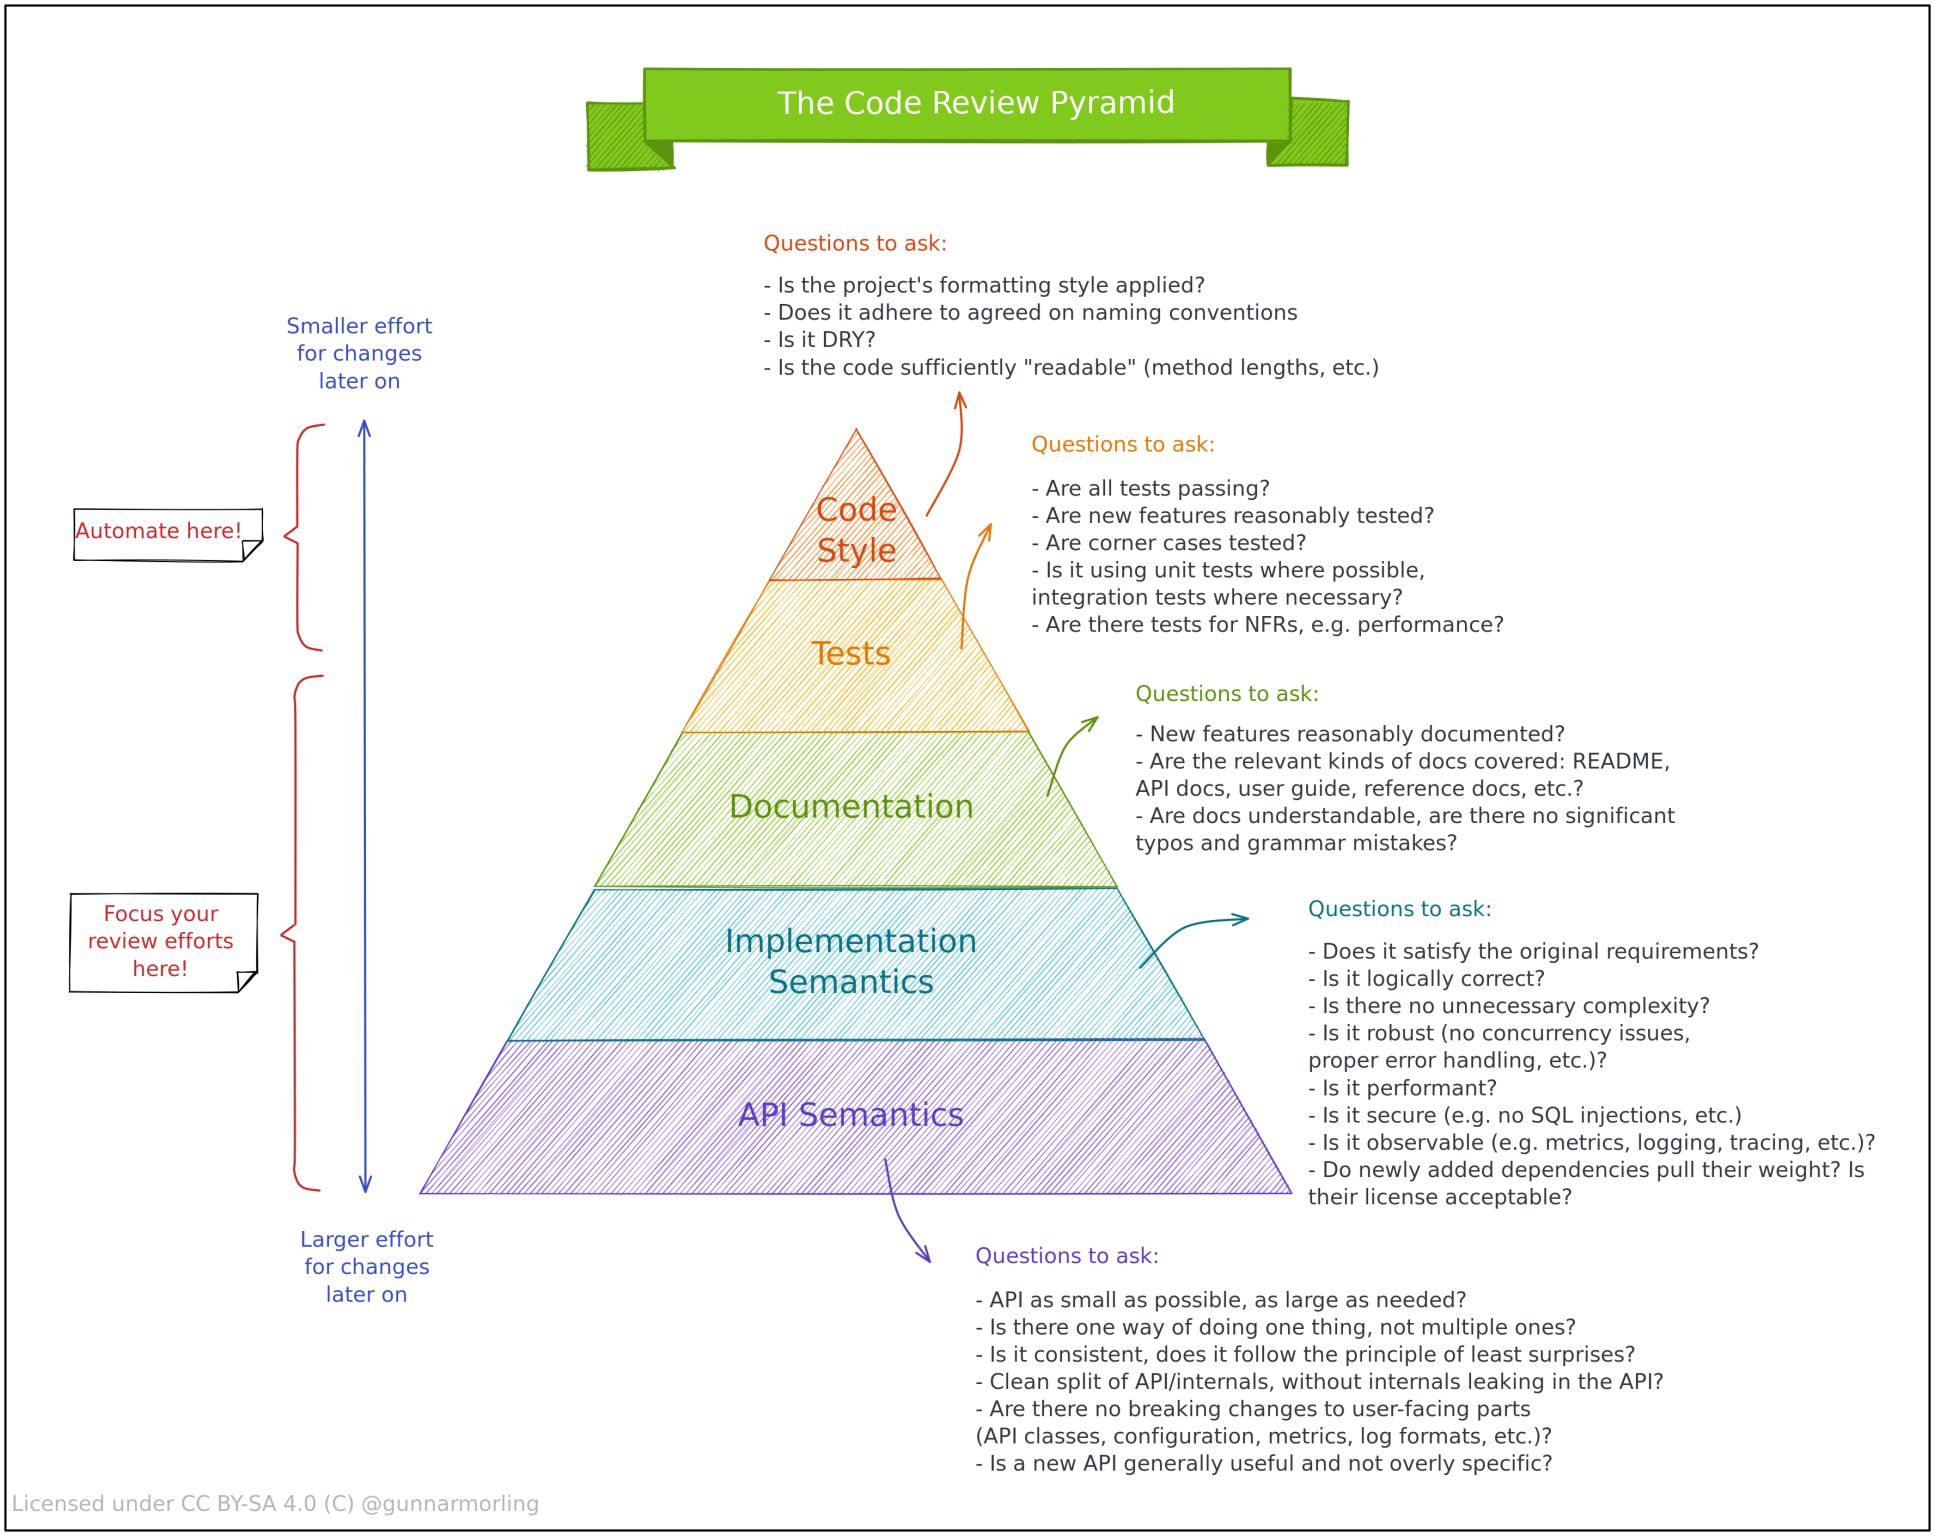 The Code Review Pyramid
Questions to ask:
- Is the project's formatting style applied?
- Does it adhere to agreed on naming conventions
- Is it DRY?
- Is the code sufficiently "readable" (method lengths, etc.)
Smaller effort
for changes
later on
Automate here!
Code
Style
Questions to ask:
- Are all tests passing?
- Are new features reasonably tested?
- Are corner cases tested?
- Is it using unit tests where possible,
integration tests where necessary?
- Are there tests for NFRs, e.g. performance?
Tests
Questions to ask:
- New features reasonably documented?
- Are the relevant kinds of docs covered: README,
API docs, user guide, reference docs, etc.?
- Are docs understandable, are there no significant
typos and grammar mistakes?
Documentation
Focus your
review efforts
here!
Implementation
Semantics
Questions to ask:
- Does it satisfy the original requirements?
- Is it logically correct?
- Is there no unnecessary complexity?
- Is it robust (no concurrency issues,
proper error handling, etc.)?
- Is it performant?
- Is it secure (e.g. no SQL injections, etc.)
- Is it observable (e.g. metrics, logging, tracing, etc.)?
- Do newly added dependencies pull their weight? Is
their license acceptable?
API Semantics
Larger effort
for changes
later on
Questions to ask:
- API as small as possible, as large as needed?
- Is there one way of doing one thing, not multiple ones?
- Is it consistent, does it follow the principle of least surprises?
- Clean split of API/internals, without internals leaking in the API?
- Are there no breaking changes to user-facing parts
(API classes, configuration, metrics, log formats, etc.)?
- Is a new API generally useful and not overly specific?
Licensed under CC BY-SA 4.0 (C) @gunnarmorling